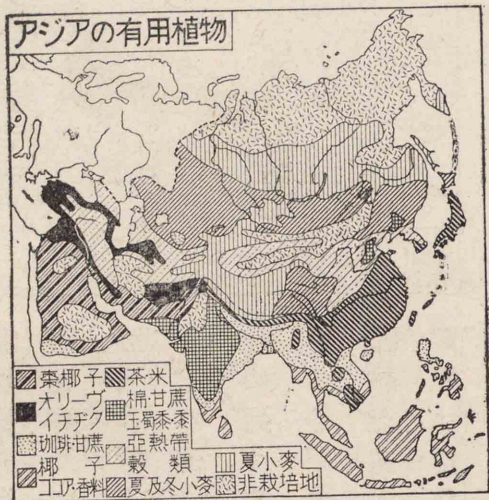 アジアの有用植物
棗椰子
オリーヴ
イチヂク
珈琲・甘蔗
椰子
ココア・香料
茶・米
棉・甘蔗
玉蜀黍・黍
亞熱帶
穀類
夏及冬小麥
夏小麥
非栽培地